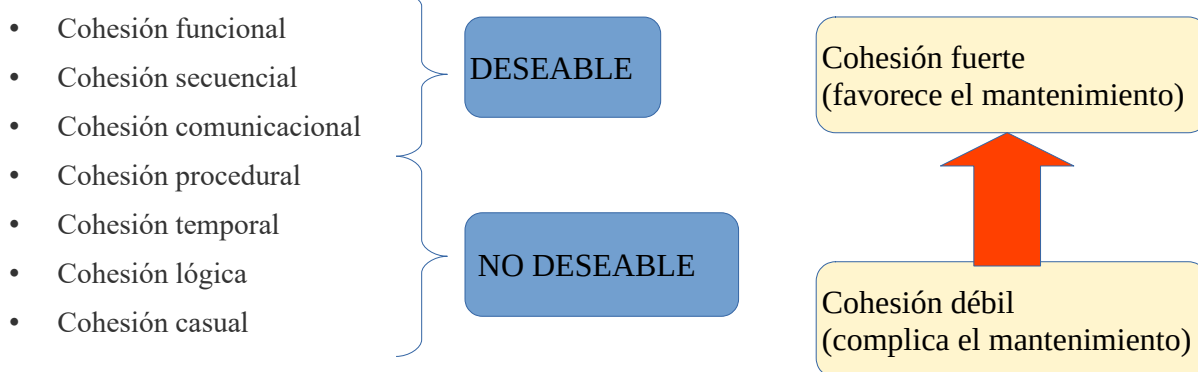 • Cohesión funcional
• Cohesión secuencial
• Cohesión comunicacional
• Cohesión procedural
• Cohesión temporal
• Cohesión lógica
• Cohesión casual
DESEABLE
NO DESEABLE
Cohesión fuerte
(favorece el mantenimiento)
Cohesión débil
(complica el mantenimiento)